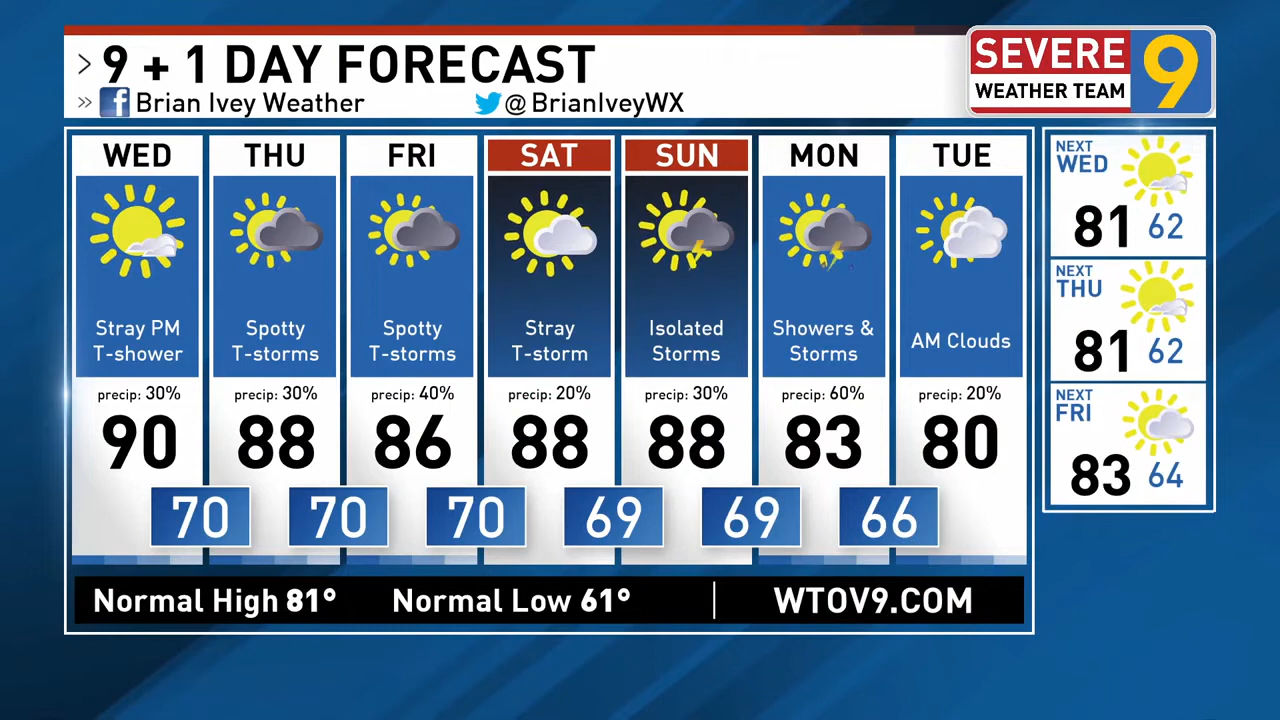 > 9 + 1 DAY FORECAST
» f Brian Ivey Weather @BrianIveyWX
SEVERE 9
WEATHER TEAM
WED THU FRI SAT SUN MON TUE
Stray PM Spotty Spotty Stray Isolated Showers &
T-shower T-storms T-storms T-storm Storms Storms AM Clouds
precip: 30% precip: 30% precip: 40% precip: 20% precip: 30% precip: 60% precip: 20%
90 88 86 88 88 83 80
70 70 70 69 69 66
NEXT
WED
81 62
NEXT
THU
81 62
NEXT
FRI
83 64
Normal High 81° Normal Low 61° | WTOV9.COM